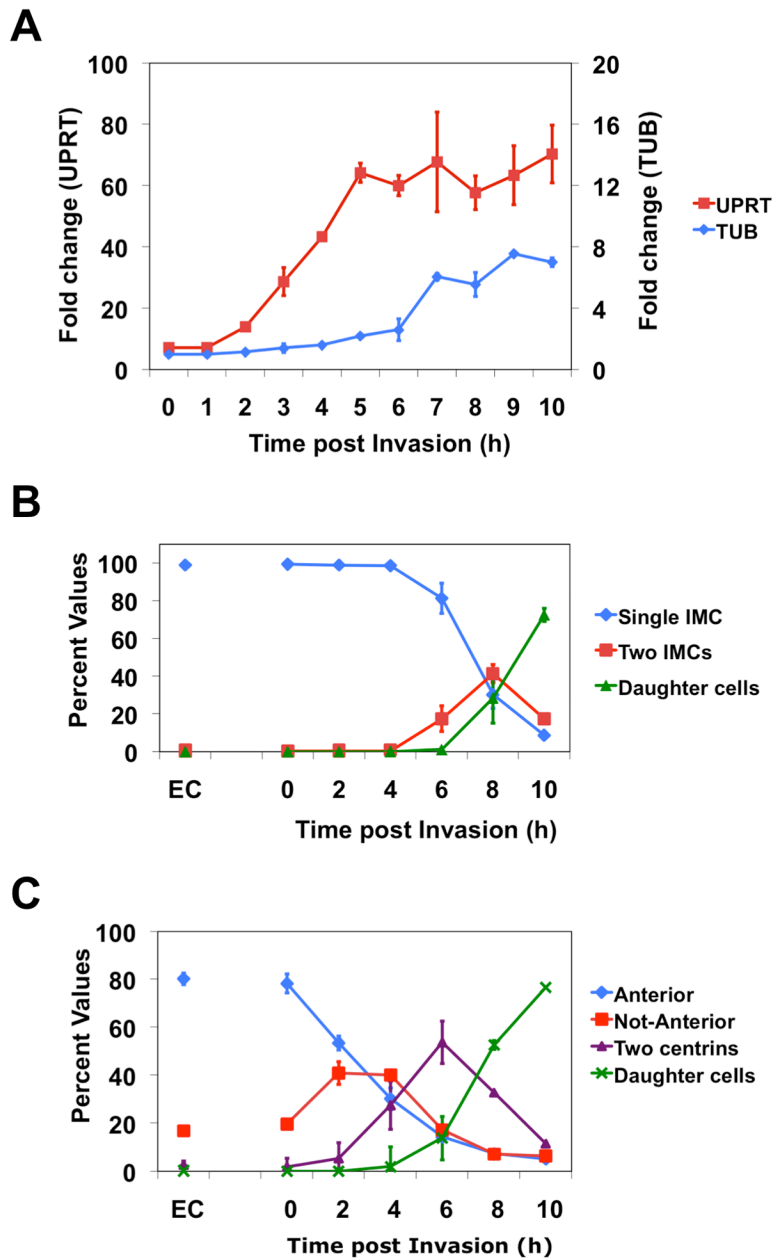 A
100
80
60
40
20
0
Fold change (UPRT)
20
16
12
8
4
0
Fold change (TUB)
UPRT
TUB
0 1 2 3 4 5 6 7 8 9 10
Time post Invasion (h)
B
100
80
60
40
20
0
Percent Values
Single IMC
Two IMCs
Daughter cells
EC 0 2 4 6 8 10
Time post Invasion (h)
C
100
80
60
40
20
0
Percent Values
Anterior
Not-Anterior
Two centrins
Daughter cells
EC 0 2 4 6 8 10
Time post Invasion (h)